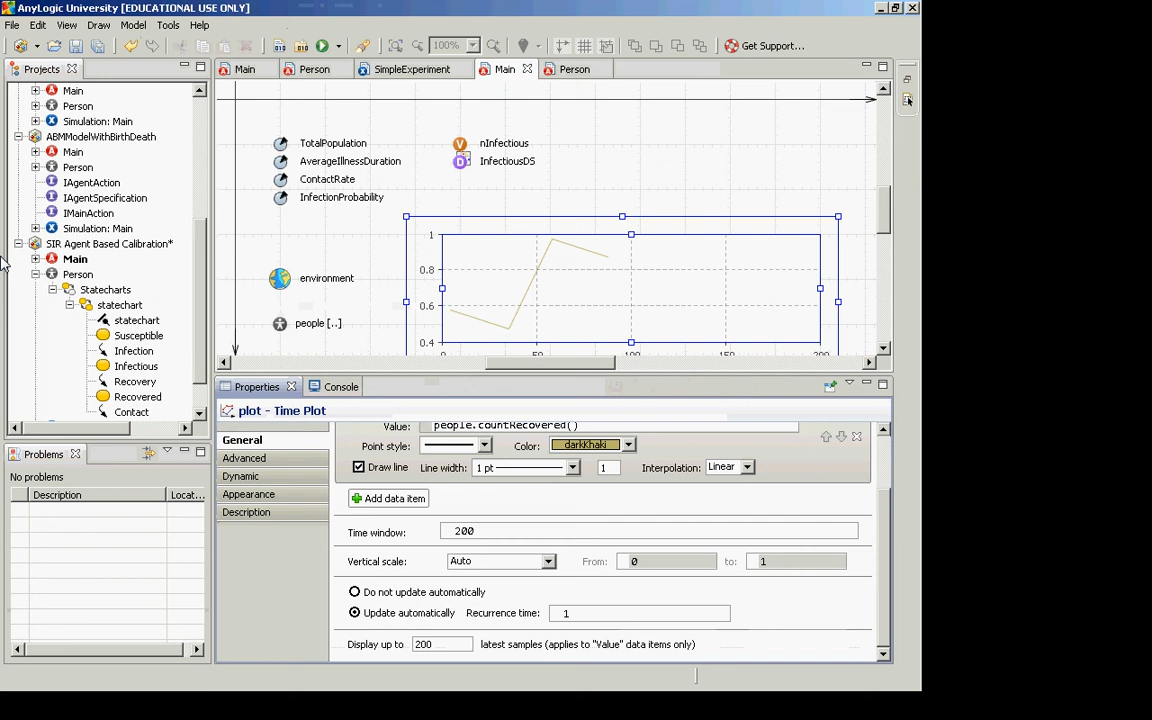 AnyLogic University [EDUCATIONAL USE ONLY]
File Edit View Draw Model Tools Help
100% Get Support...
Projects
Main Person SimpleExperiment Main Person
Main
Person
Simulation: Main
ABMModelWithBirthDeath
Main
Person
IAgentAction
IAgentSpecification
IMainAction
Simulation: Main
SIR Agent Based Calibration*
Main
Person
Statecharts
statechart
statechart
Susceptible
Infection
Infectious
Recovery
Recovered
Contact
TotalPopulation
AverageIllnessDuration
ContactRate
InfectionProbability
nInfectious
InfectiousDS
environment
people [..]
1
0.8
0.6
0.4
0 50 100 150 200
Problems
No problems
Description Locat...
Properties Console
plot - Time Plot
General
Advanced
Dynamic
Appearance
Description
Value: people.countRecovered()
Point style: Color: darkKhaki
Draw line Line width: 1 pt 1 Interpolation: Linear
Add data item
Time window: 200
Vertical scale: Auto From: 0 to: 1
Do not update automatically
Update automatically Recurrence time: 1
Display up to 200 latest samples (applies to "Value" data items only)